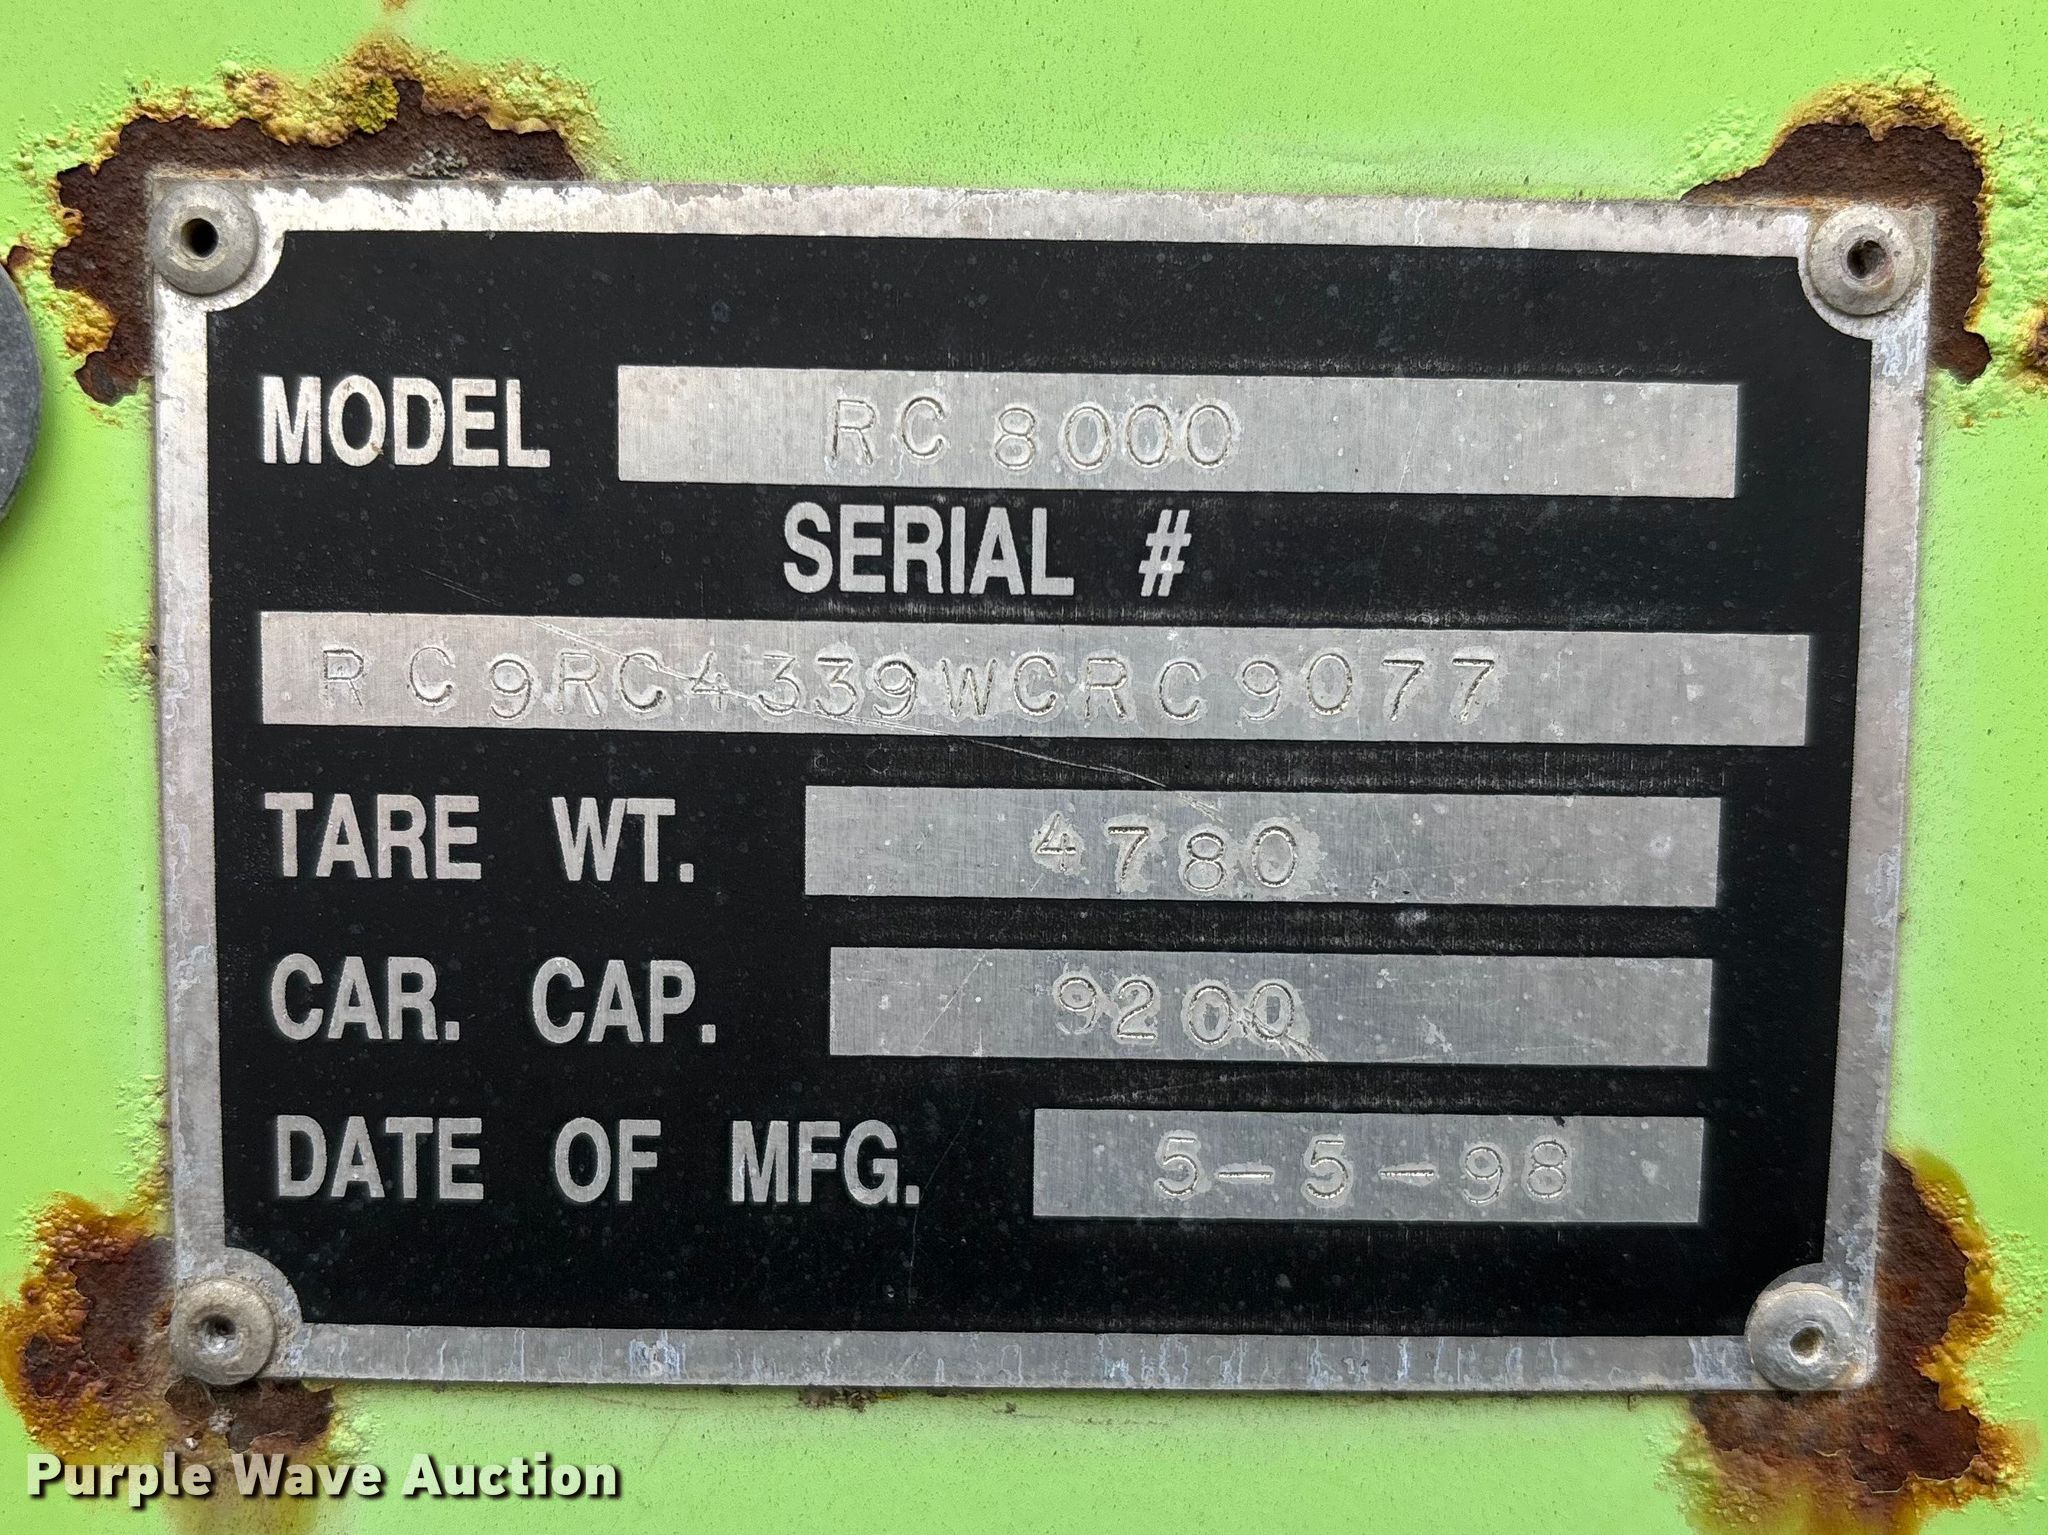 MODEL RC 8000
SERIAL #
RC9RC4339WCRC9077
TARE WT. 4780
CAR. CAP. 9200
DATE OF MFG. 5-5-98
Purple Wave Auction